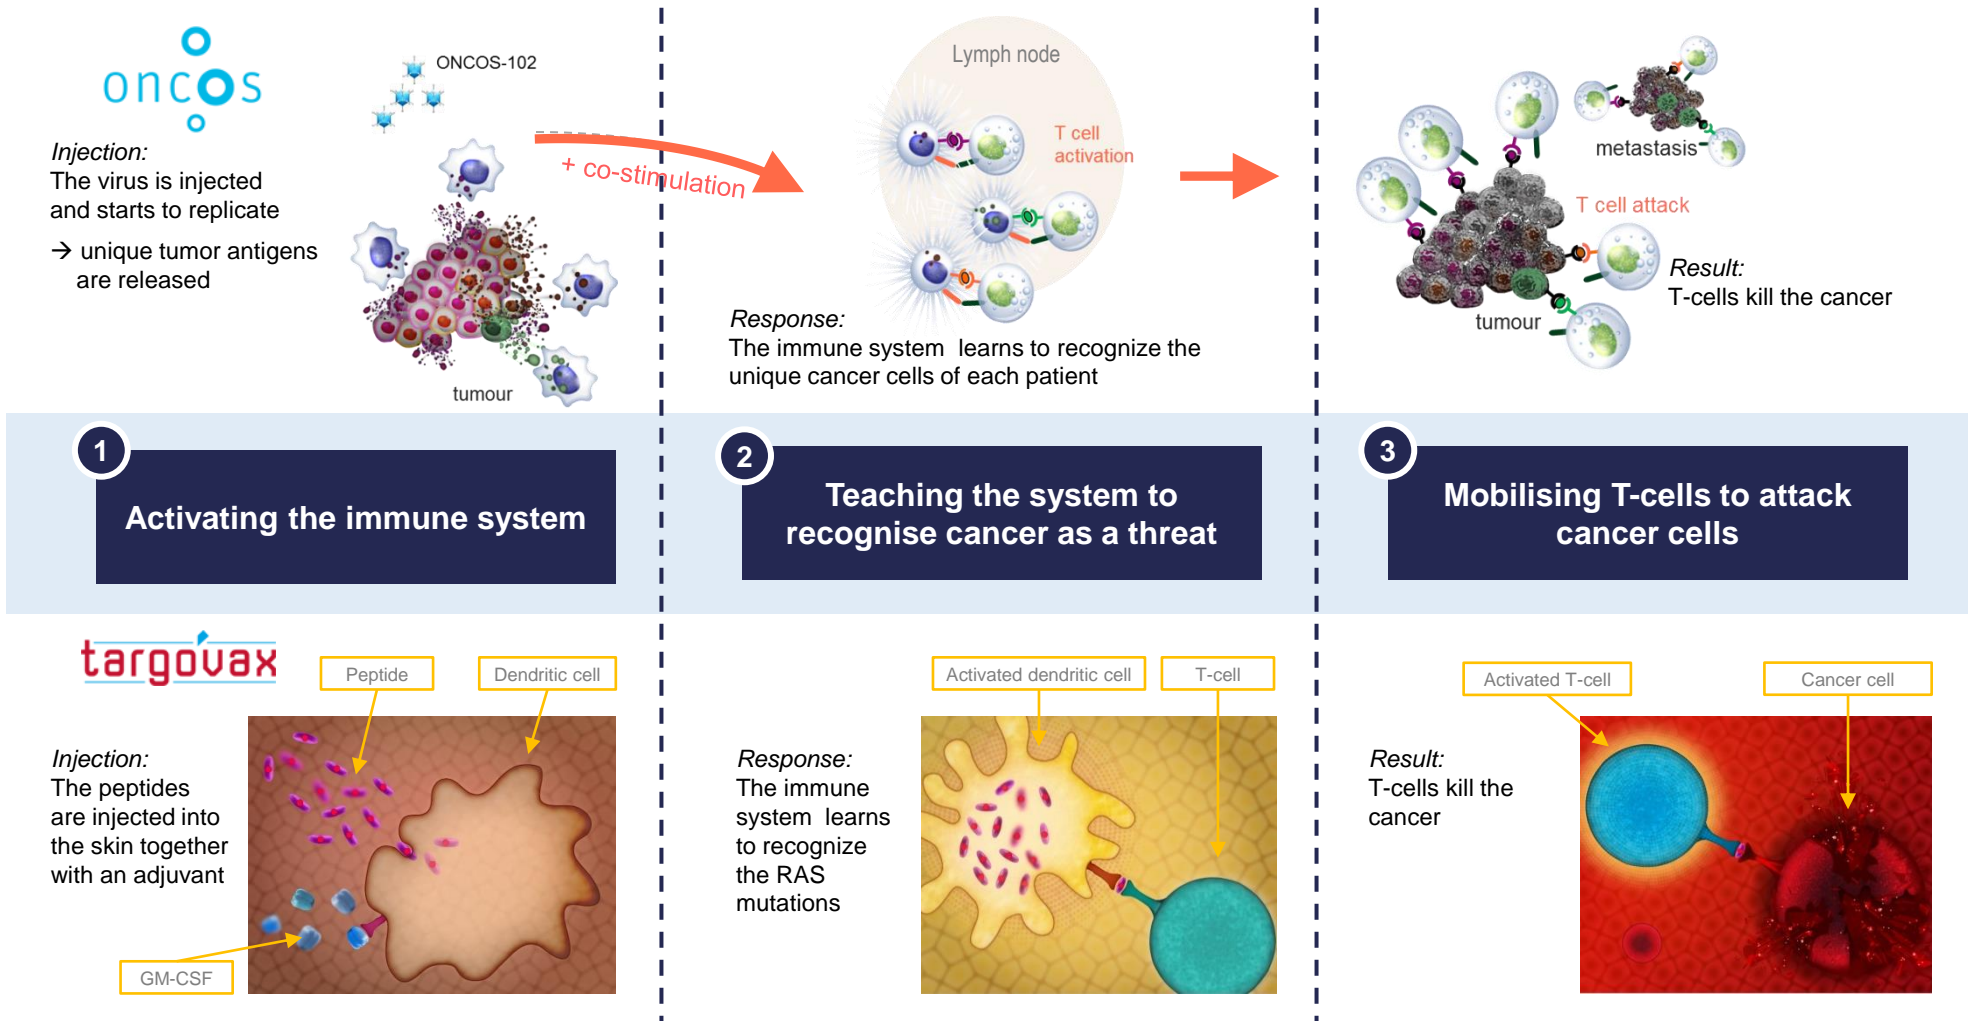 oncos
ONCOS-102
Injection:
The virus is injected
and starts to replicate
→ unique tumor antigens
are released
tumour
+ co-stimulation
Lymph node
T cell
activation
Response:
The immune system  learns to recognize the
unique cancer cells of each patient
metastasis
T cell attack
Result:
T-cells kill the cancer
tumour
1
Activating the immune system
2
Teaching the system to
recognise cancer as a threat
3
Mobilising T-cells to attack
cancer cells
targovax
Peptide
Dendritic cell
Injection:
The peptides
are injected into
the skin together
with an adjuvant
GM-CSF
Activated dendritic cell
T-cell
Response:
The immune
system  learns
to recognize
the RAS
mutations
Activated T-cell
Cancer cell
Result:
T-cells kill the
cancer